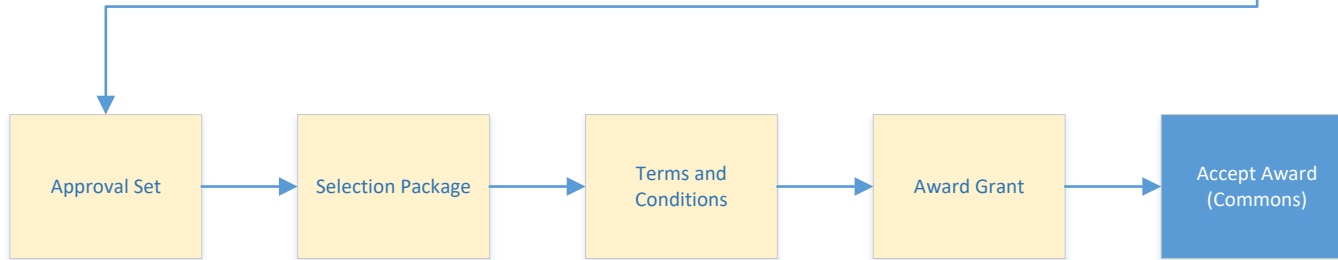 Approval Set
Selection Package
Terms and
Conditions
Award Grant
Accept Award
(Commons)